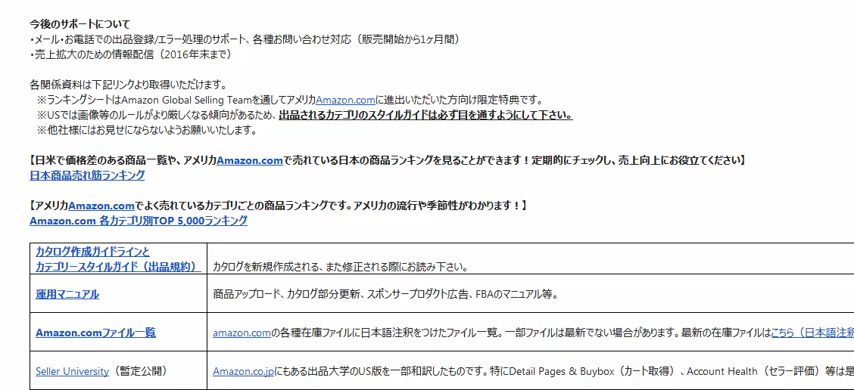 今後のサポートについて
・メール・お電話での出品登録/エラー処理のサポート、各種お問い合わせ対応（販売開始から1ヶ月間）
・売上拡大のための情報配信（2016年末まで）
各関係資料は下記リンクより取得いただけます。
※ランキングシートはAmazon Global Selling Teamを通してアメリカAmazon.comに進出いただいた方向け限定特典です。
※USでは画像等のルールがより厳しくなる傾向があるため、出品されるカテゴリのスタイルガイドは必ず目を通すようにして下さい。
※他社様にはお見せにならないようお願いいたします。
【日米で価格差のある商品一覧や、アメリカAmazon.comで売れている日本の商品ランキングを見ることができます！定期的にチェックし、売上向上にお役立てください】
日本商品売れ筋ランキング
【アメリカAmazon.comでよく売れているカテゴリごとの商品ランキングです。アメリカの流行や季節性がわかります！】
Amazon.com 各カテゴリ別TOP 5,000ランキング
カタログ作成ガイドラインと
カテゴリースタイルガイド（出品規約） カタログを新規作成される、また修正される際にお読み下さい。
運用マニュアル 商品アップロード、カタログ部分更新、スポンサープロダクト広告、FBAのマニュアル等。
Amazon.comファイル一覧 amazon.comの各種在庫ファイルに日本語注釈をつけたファイル一覧。一部ファイルは最新でない場合があります。最新の在庫ファイルはこちら（日本語訳
Seller University（暫定公開） Amazon.co.jpにもある出品大学のUS版を一部和訳したものです。特にDetail Pages & Buybox（カート取得）、Account Health（セラー評価）等は是